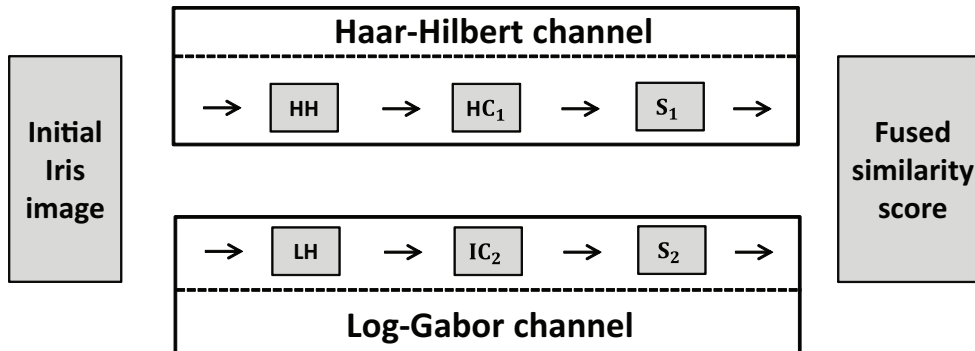 Haar-Hilbert channel
Initial
Iris
image
HH
HC₁
S₁
Fused
similarity
score
LH
IC₂
S₂
Log-Gabor channel